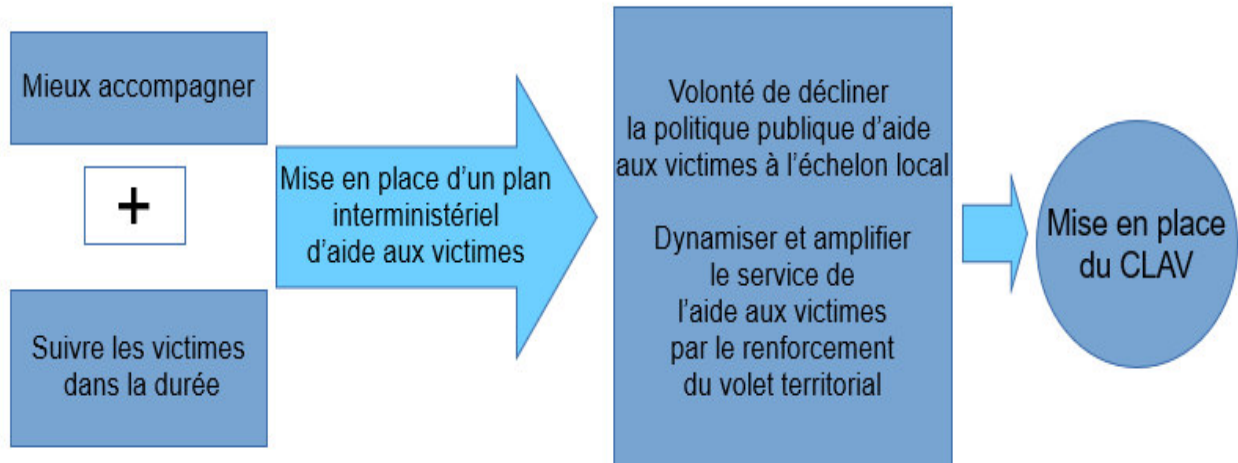 Mieux accompagner
+
Suivre les victimes
dans la durée
Mise en place d'un plan
interministériel
d'aide aux victimes
Volonté de décliner
la politique publique d'aide
aux victimes à l'échelon local
Dynamiser et amplifier
le service de
l'aide aux victimes
par le renforcement
du volet territorial
Mise en place
du CLAV